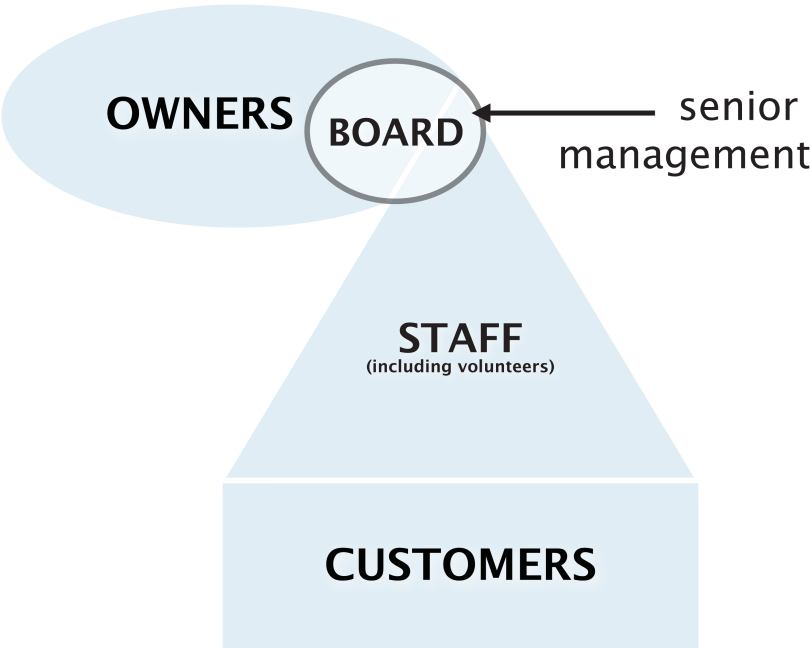 OWNERS
BOARD
senior
management
STAFF
(including volunteers)
CUSTOMERS